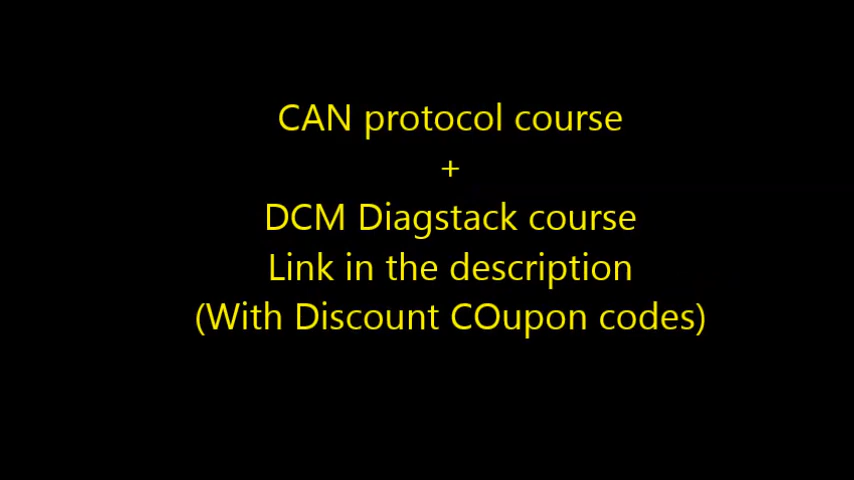 CAN protocol course
+
DCM Diagstack course
Link in the description
(With Discount COupon codes)